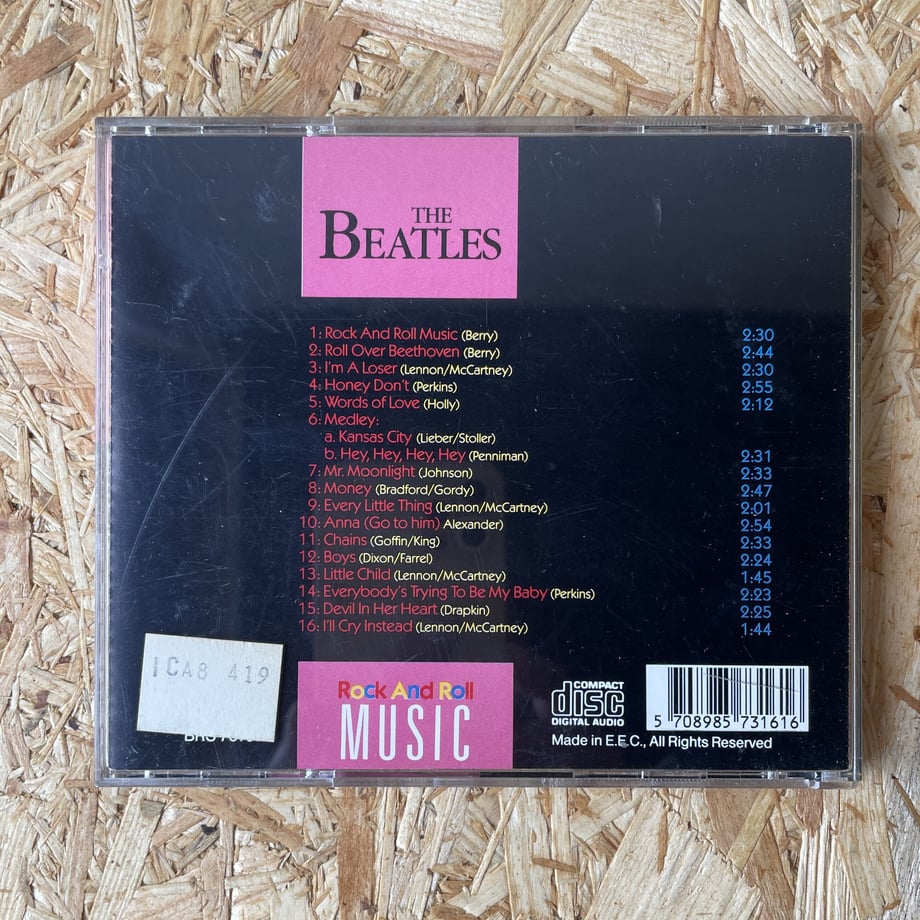 THE
BEATLES
1: Rock And Roll Music (Berry) 2:30
2: Roll Over Beethoven (Berry) 2:44
3: I'm A Loser (Lennon/McCartney) 2:30
4: Honey Don't (Perkins) 2:55
5: Words of Love (Holly) 2:12
6: Medley:
a. Kansas City (Lieber/Stoller)
b. Hey, Hey, Hey, Hey (Penniman) 2:31
7: Mr. Moonlight (Johnson) 2:33
8: Money (Bradford/Gordy) 2:47
9: Every Little Thing (Lennon/McCartney) 2:01
10: Anna (Go to him) Alexander) 2:54
11: Chains (Goffin/King) 2:33
12: Boys (Dixon/Farrel) 2:24
13: Little Child (Lennon/McCartney) 1:45
14: Everybody's Trying To Be My Baby (Perkins) 2:23
15: Devil In Her Heart (Drapkin) 2:25
16: I'll Cry Instead (Lennon/McCartney) 1:44
ICA8 419
Rock And Roll
MUSIC
COMPACT
disc
DIGITAL AUDIO
5 708985 731616
Made in E.E.C., All Rights Reserved